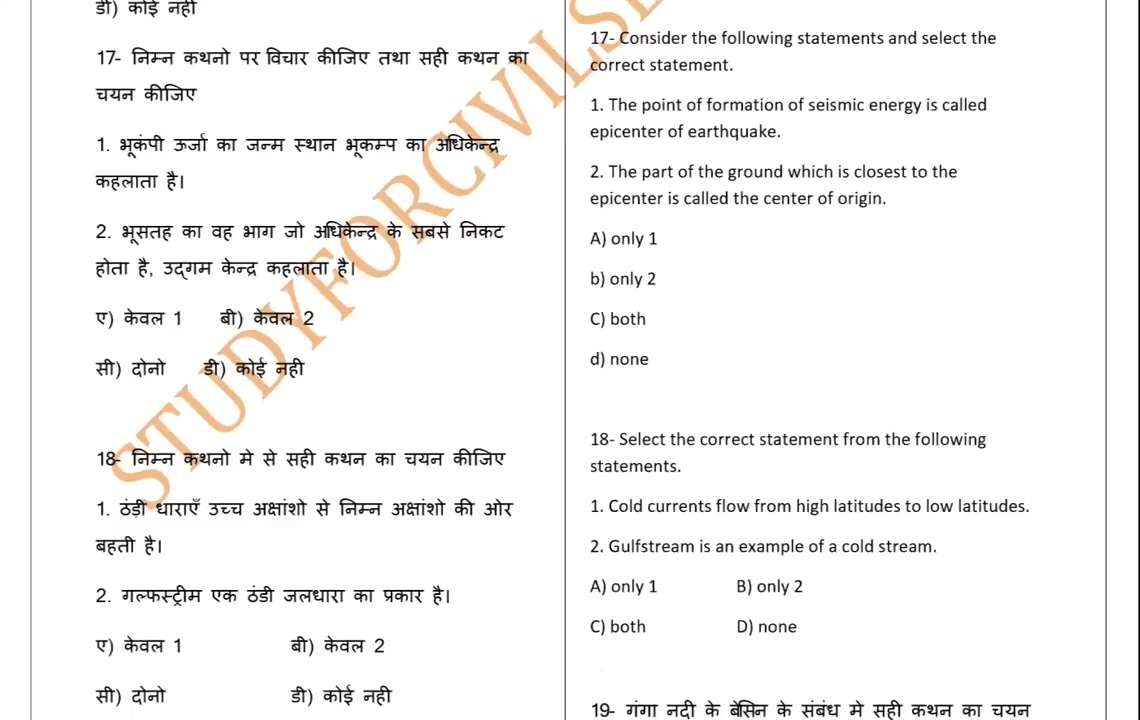 डी) कोई नही
17- निम्न कथनो पर विचार कीजिए तथा सही कथन का
चयन कीजिए
1. भूकंपी ऊर्जा का जन्म स्थान भूकम्प का अधिकेन्द्र
कहलाता है।
2. भूसतह का वह भाग जो अधिकेन्द्र के सबसे निकट
होता है, उद्गम केन्द्र कहलाता है।
ए) केवल 1 बी) केवल 2
सी) दोनो डी) कोई नही
18- निम्न कथनो मे से सही कथन का चयन कीजिए
1. ठंड़ी धाराएँ उच्च अक्षांशो से निम्न अक्षांशो की ओर
बहती है।
2. गल्फस्ट्रीम एक ठंडी जलधारा का प्रकार है।
ए) केवल 1 बी) केवल 2
सी) दोनो डी) कोई नही
17- Consider the following statements and select the
correct statement.
1. The point of formation of seismic energy is called
epicenter of earthquake.
2. The part of the ground which is closest to the
epicenter is called the center of origin.
A) only 1
b) only 2
C) both
d) none
18- Select the correct statement from the following
statements.
1. Cold currents flow from high latitudes to low latitudes.
2. Gulfstream is an example of a cold stream.
A) only 1 B) only 2
C) both D) none
19- गंगा नदी के बेसिन के संबंध मे सही कथन का चयन
STUDYFORCIVILSE